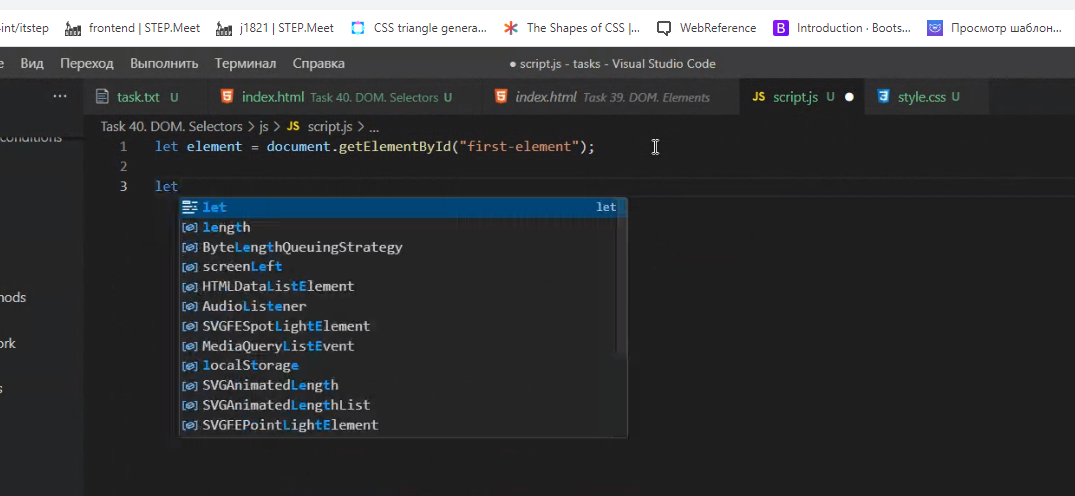 -int/itstep frontend | STEP.Meet j1821 | STEP.Meet CSS triangle genera... The Shapes of CSS |... WebReference Introduction · Boots... Просмотр шаблон...
Вид Переход Выполнить Терминал Справка ● script.js - tasks - Visual Studio Code
... task.txt U index.html Task 40. DOM. Selectors U index.html Task 39. DOM. Elements JS script.js U ● style.css U
conditions
Task 40. DOM. Selectors > js > JS script.js > ...
1 let element = document.getElementById("first-element");
2
3 let
let let
length
ByteLengthQueuingStrategy
screenLeft
HTMLDataListElement
nods
AudioListener
SVGFESpotLightElement
ork
MediaQueryListEvent
localStorage
s
SVGAnimatedLength
SVGAnimatedLengthList
SVGFEPointLightElement